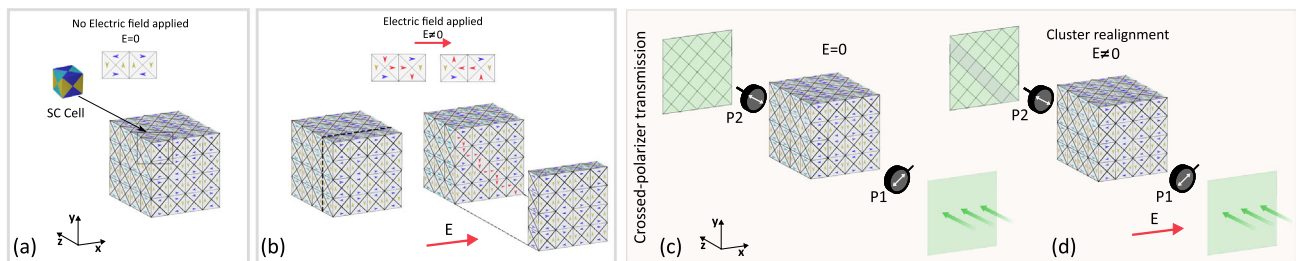 No Electric field applied
E=0
SC Cell
y
z
x
(a)
Electric field applied
E≠0
E
(b)
Crossed-polarizer transmission
E=0
P2
P1
y
z
x
(c)
Cluster realignment
E≠0
P2
P1
E
(d)